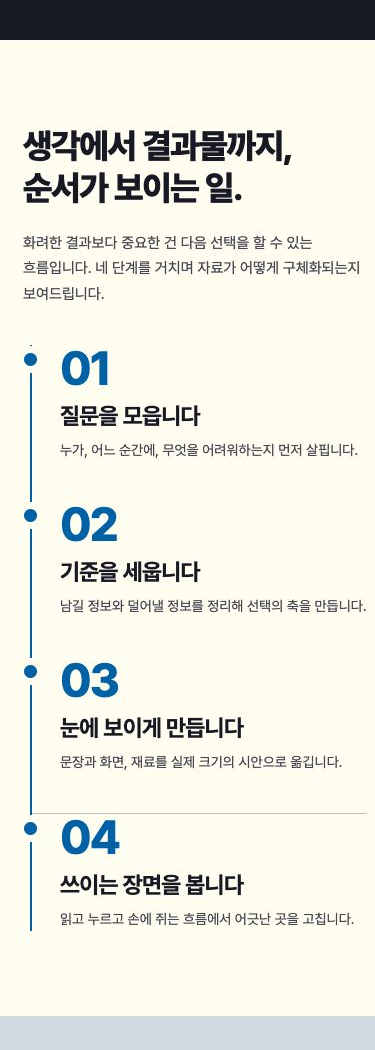 생각에서 결과물까지,
순서가 보이는 일.
화려한 결과보다 중요한 건 다음 선택을 할 수 있는
흐름입니다. 네 단계를 거치며 자료가 어떻게 구체화되는지
보여드립니다.
01
질문을 모읍니다
누가, 어느 순간에, 무엇을 어려워하는지 먼저 살핍니다.
02
기준을 세웁니다
남길 정보와 덜어낼 정보를 정리해 선택의 축을 만듭니다.
03
눈에 보이게 만듭니다
문장과 화면, 재료를 실제 크기의 시안으로 옮깁니다.
04
쓰이는 장면을 봅니다
읽고 누르고 손에 쥐는 흐름에서 어긋난 곳을 고칩니다.